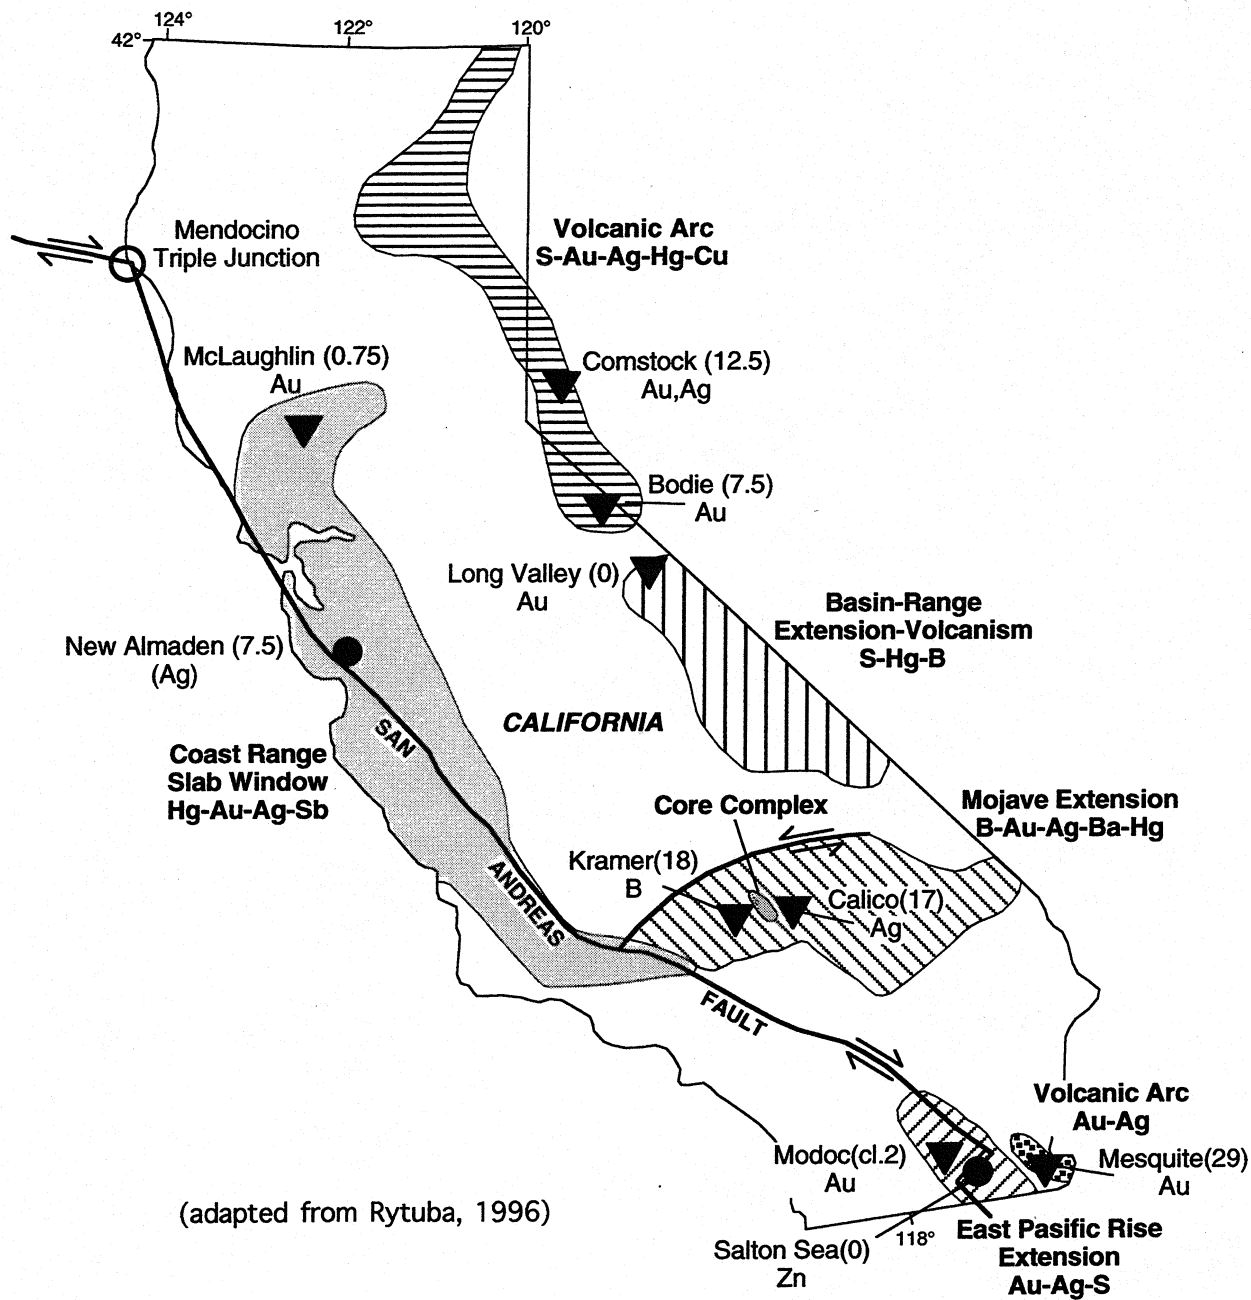 124°
122°
120°
42°
Mendocino
Triple Junction
Volcanic Arc
S-Au-Ag-Hg-Cu
McLaughlin (0.75)
Au
Comstock (12.5)
Au,Ag
Bodie (7.5)
Au
Long Valley (0)
Au
Basin-Range
Extension-Volcanism
S-Hg-B
New Almaden (7.5)
(Ag)
CALIFORNIA
SAN
Coast Range
Slab Window
Hg-Au-Ag-Sb
Core Complex
Mojave Extension
B-Au-Ag-Ba-Hg
Kramer(18)
B
Calico(17)
Ag
ANDREAS
FAULT
Volcanic Arc
Au-Ag
Modoc(cl.2)
Au
Mesquite(29)
Au
(adapted from Rytuba, 1996)
Salton Sea(0)
Zn
118°
East Pasific Rise
Extension
Au-Ag-S